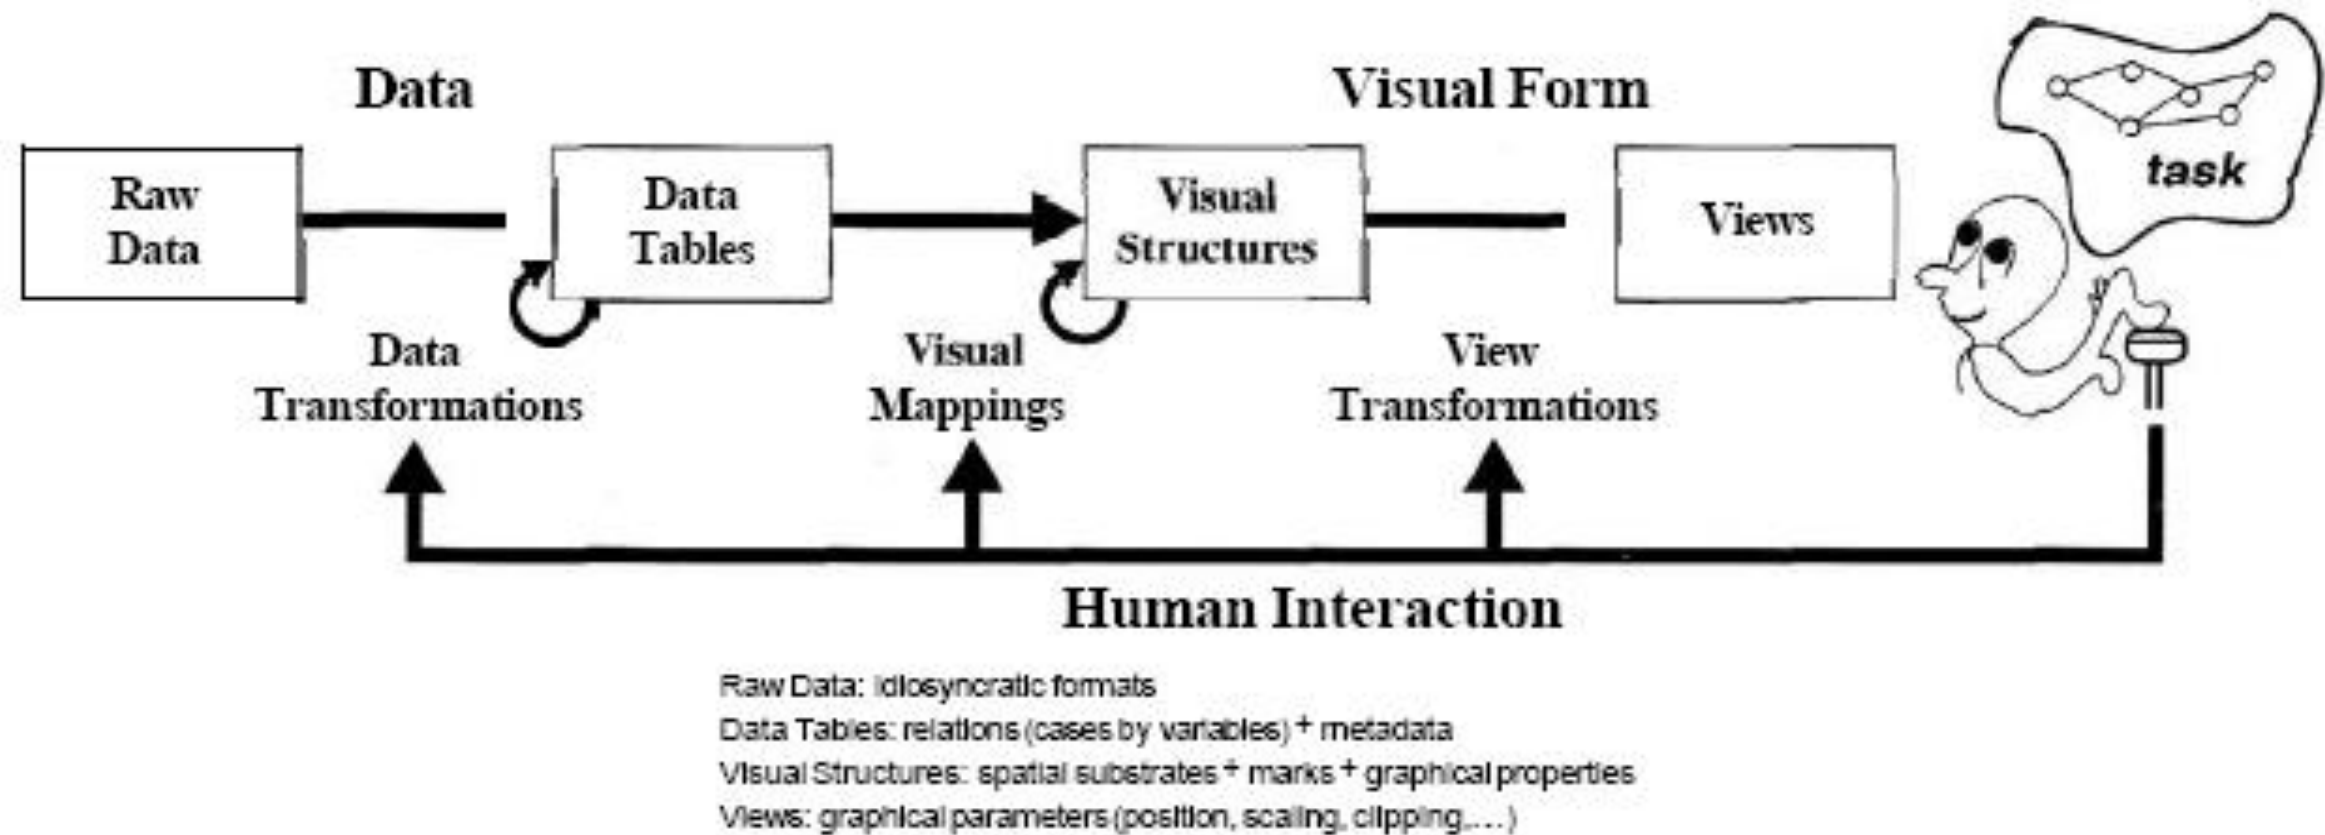 Data
Visual Form
Raw
Data
Data
Tables
Visual
Structures
Views
task
Data
Transformations
Visual
Mappings
View
Transformations
Human Interaction
Raw Data: idiosyncratic formats
Data Tables: relations (cases by variables) + metadata
Visual Structures: spatial substrates + marks + graphical properties
Views: graphical parameters (position, scaling, clipping,...)